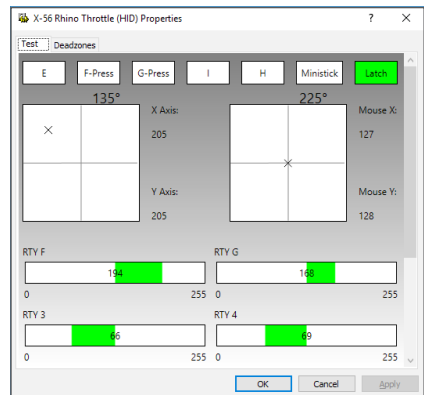 X-56 Rhino Throttle (HID) Properties ? ×
Test Deadzones
E F-Press G-Press I H Ministick Latch
135° 225°
X Axis: Mouse X:
205 127
Y Axis: Mouse Y:
205 128
RTY F RTY G
194 168
0 255 0 255
RTY 3 RTY 4
66 69
0 255 0 255
OK Cancel Apply